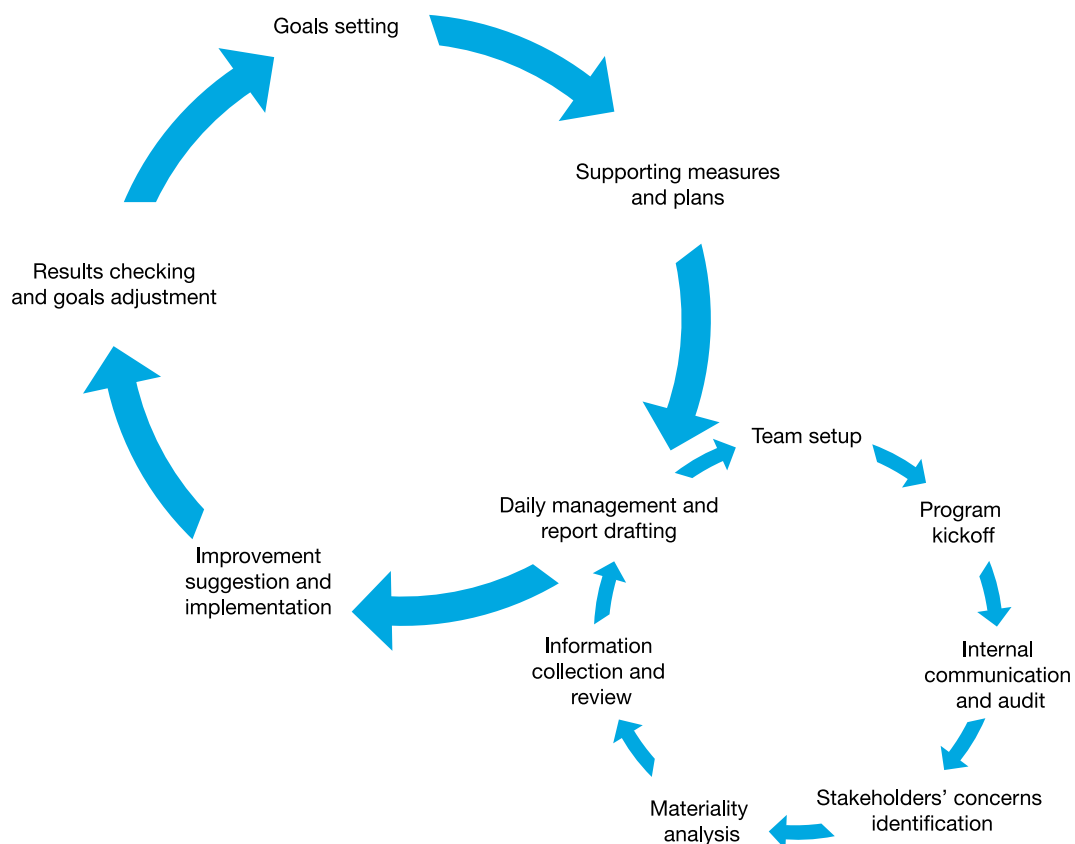 Goals setting
Supporting measures
and plans
Results checking
and goals adjustment
Team setup
Daily management and
report drafting
Program
kickoff
Improvement
suggestion and
implementation
Information
collection and
review
Internal
communication
and audit
Stakeholders’ concerns
identification
Materiality
analysis